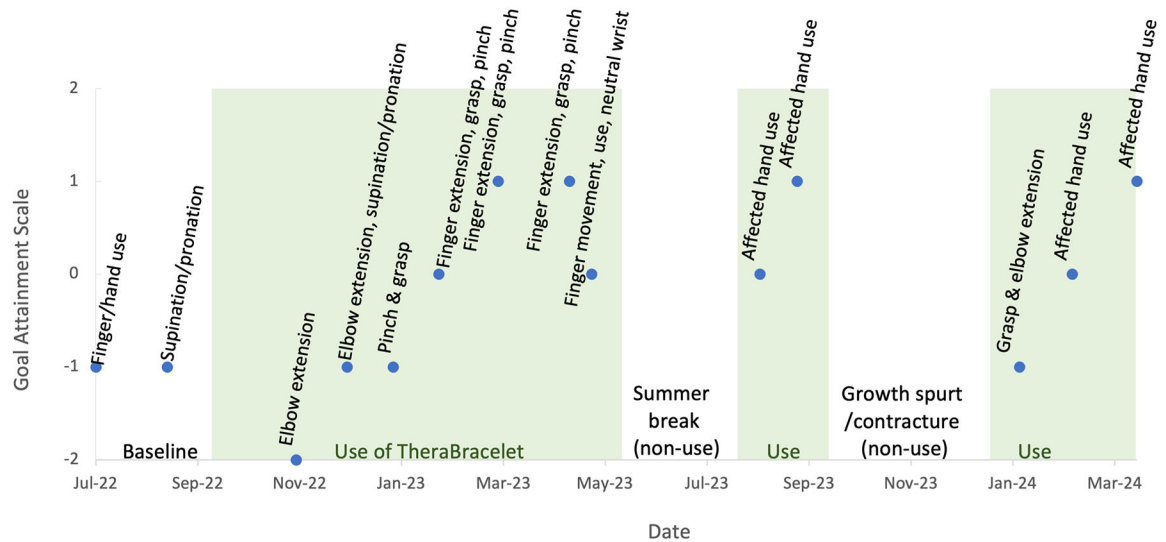 Goal Attainment Scale
2
1
0
-1
-2
Finger/hand use
Supination/pronation
Elbow extension
Elbow extension, supination/pronation
Pinch & grasp
Finger extension, grasp, pinch
Finger extension, grasp, pinch
Finger extension, grasp, pinch
Finger movement, use, neutral wrist
Affected hand use
Affected hand use
Grasp & elbow extension
Affected hand use
Affected hand use
Baseline
Use of TheraBracelet
Summer
break
(non-use)
Use
Growth spurt
/contracture
(non-use)
Use
Jul-22
Sep-22
Nov-22
Jan-23
Mar-23
May-23
Jul-23
Sep-23
Nov-23
Jan-24
Mar-24
Date